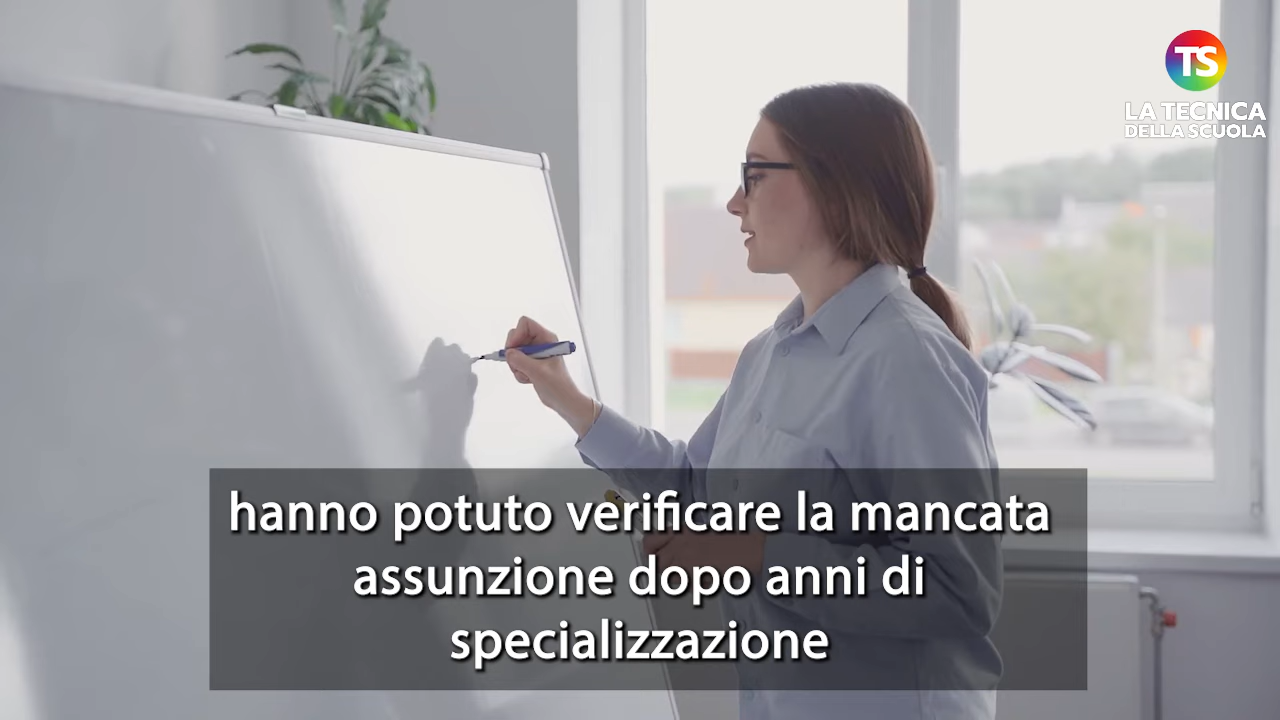 TS
LA TECNICA
DELLA SCUOLA
hanno potuto verificare la mancata
assunzione dopo anni di
specializzazione